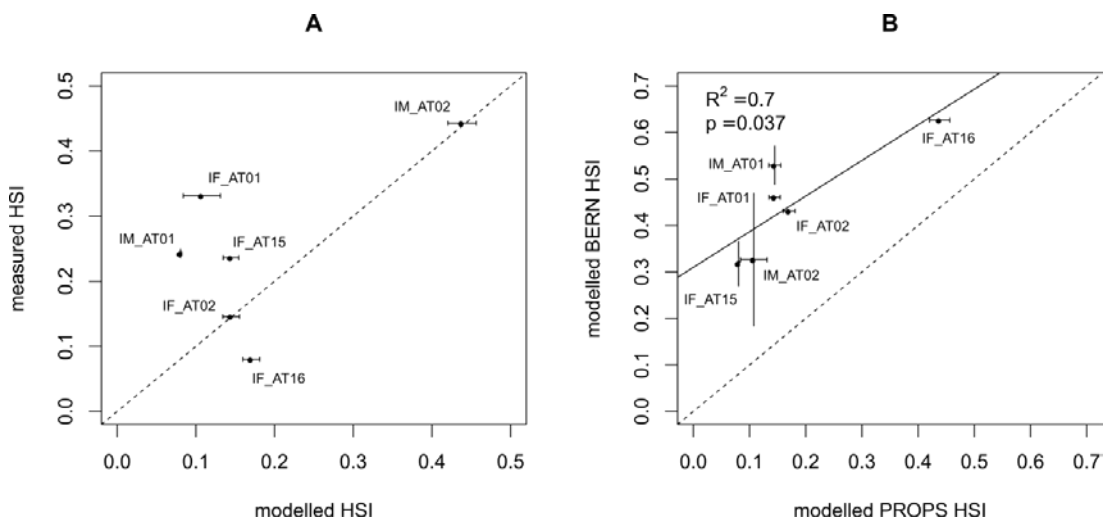 A
measured HSI
0.5
0.4
0.3
0.2
0.1
0.0
IM_AT02
IF_AT01
IM_AT01
IF_AT15
IF_AT02
IF_AT16
0.0 0.1 0.2 0.3 0.4 0.5
modelled HSI
B
modelled BERN HSI
0.7
0.6
0.5
0.4
0.3
0.2
0.1
0.0
R² =0.7
p =0.037
IF_AT16
IM_AT01
IF_AT01
IF_AT02
IM_AT02
IF_AT15
0.0 0.1 0.2 0.3 0.4 0.5 0.6 0.7
modelled PROPS HSI